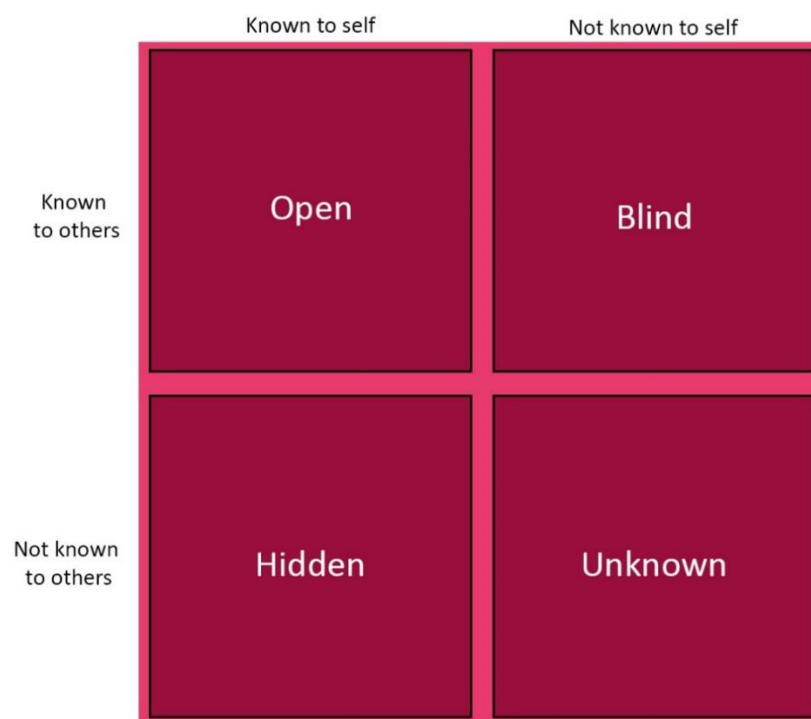 Known to self
Not known to self
Known
to others
Open
Blind
Not known
to others
Hidden
Unknown